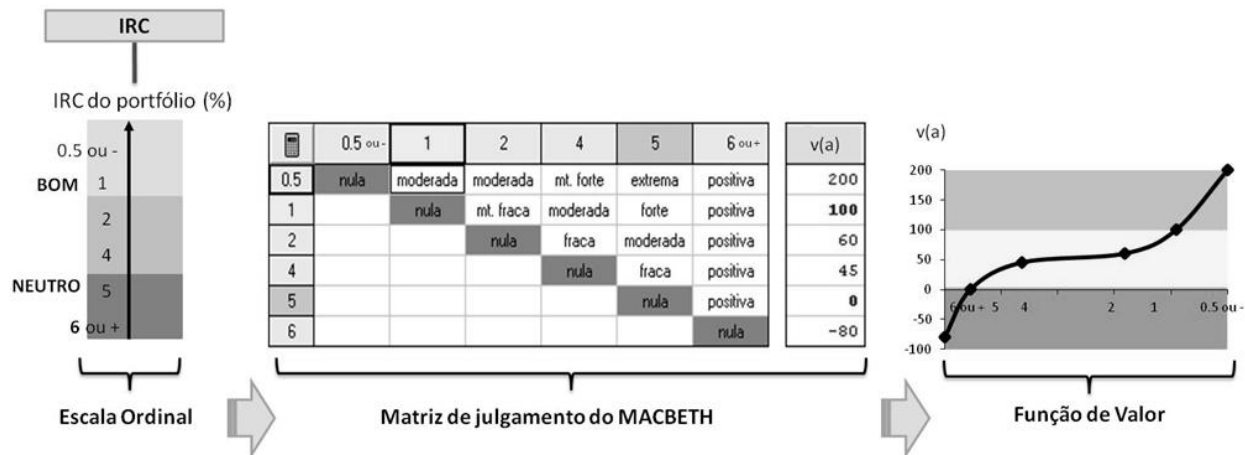 IRC
IRC do portfólio (%)
0.5 ou -
BOM 1
2
4
NEUTRO 5
6 ou +
Escala Ordinal
0.5 ou - 1 2 4 5 6 ou + v(a)
0.5 nula moderada moderada mt. forte extrema positiva 200
1 nula mt. fraca moderada forte positiva 100
2 nula fraca moderada positiva 60
4 nula fraca positiva 45
5 nula positiva 0
6 nula -80
Matriz de julgamento do MACBETH
v(a)
200
150
100
50
0
-50
-100
6 ou + 5 4 2 1 0.5 ou -
Função de Valor